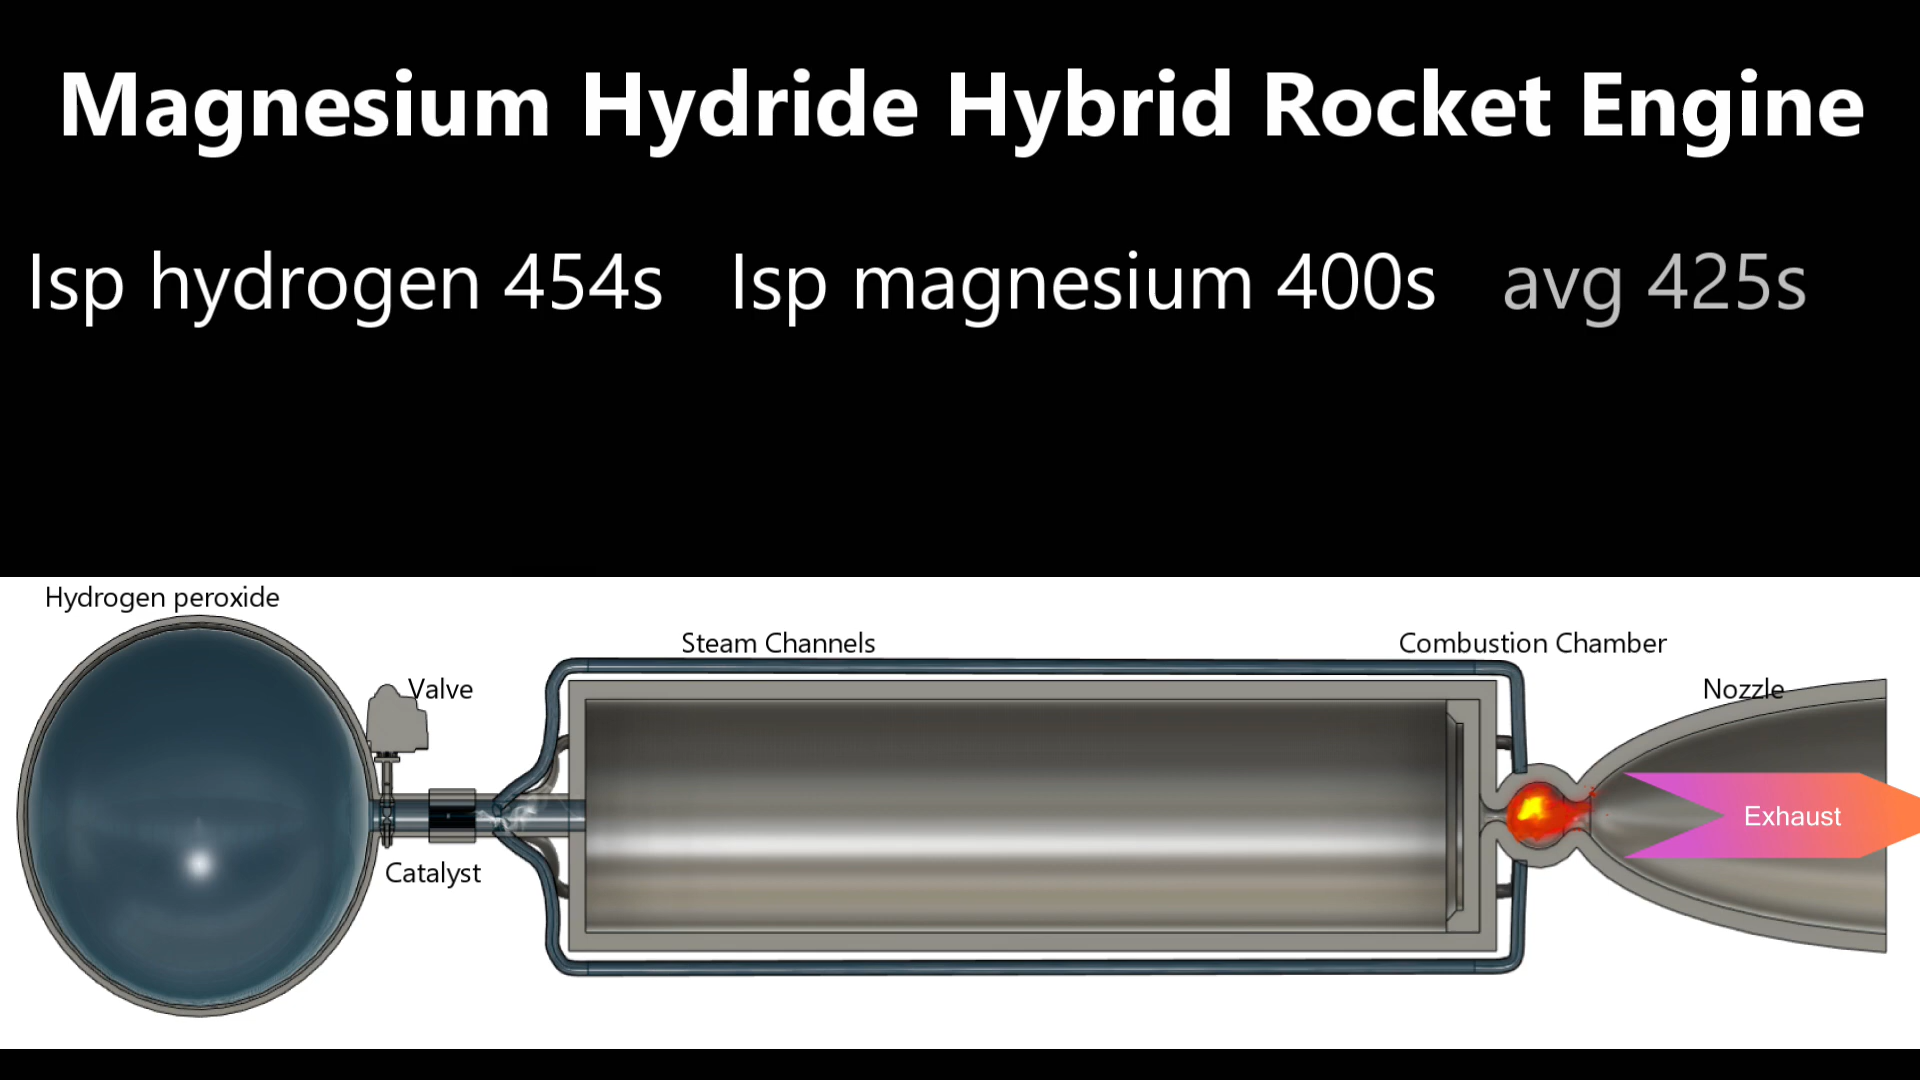 Magnesium Hydride Hybrid Rocket Engine
Isp hydrogen 454s Isp magnesium 400s avg 425s
Hydrogen peroxide
Steam Channels
Combustion Chamber
Valve
Nozzle
Exhaust
Catalyst